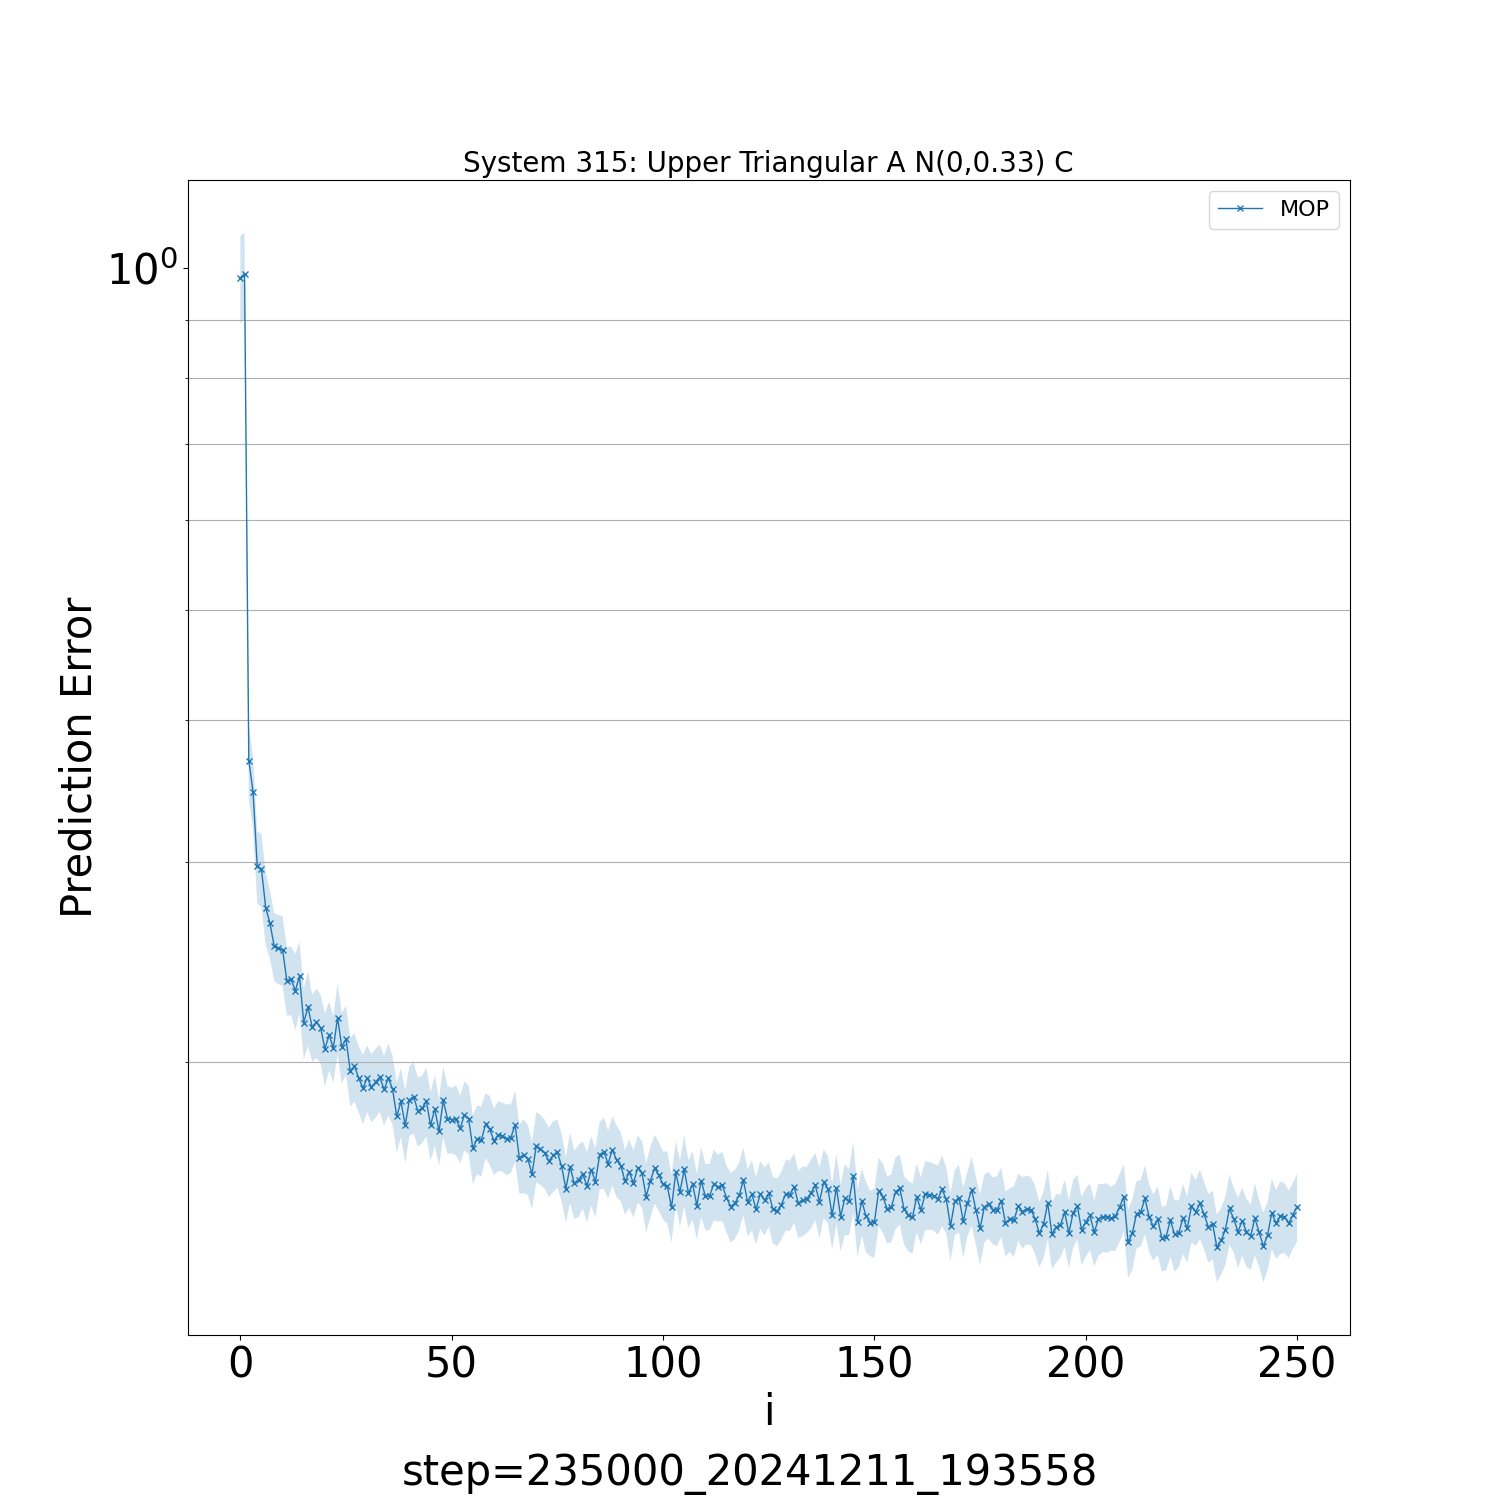 System 315: Upper Triangular A N(0,0.33) C
MOP
10⁰
Prediction Error
0 50 100 150 200 250
i
step=235000_20241211_193558